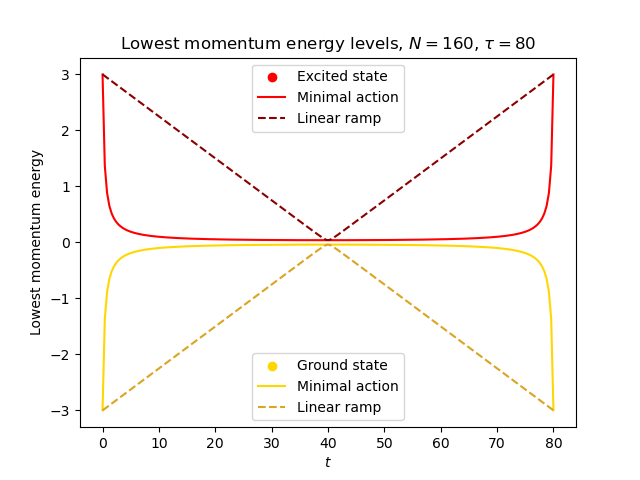 Lowest momentum energy levels, N = 160, τ = 80
Lowest momentum energy
3
2
1
0
−1
−2
−3
Excited state
Minimal action
Linear ramp
Ground state
Minimal action
Linear ramp
0 10 20 30 40 50 60 70 80
t